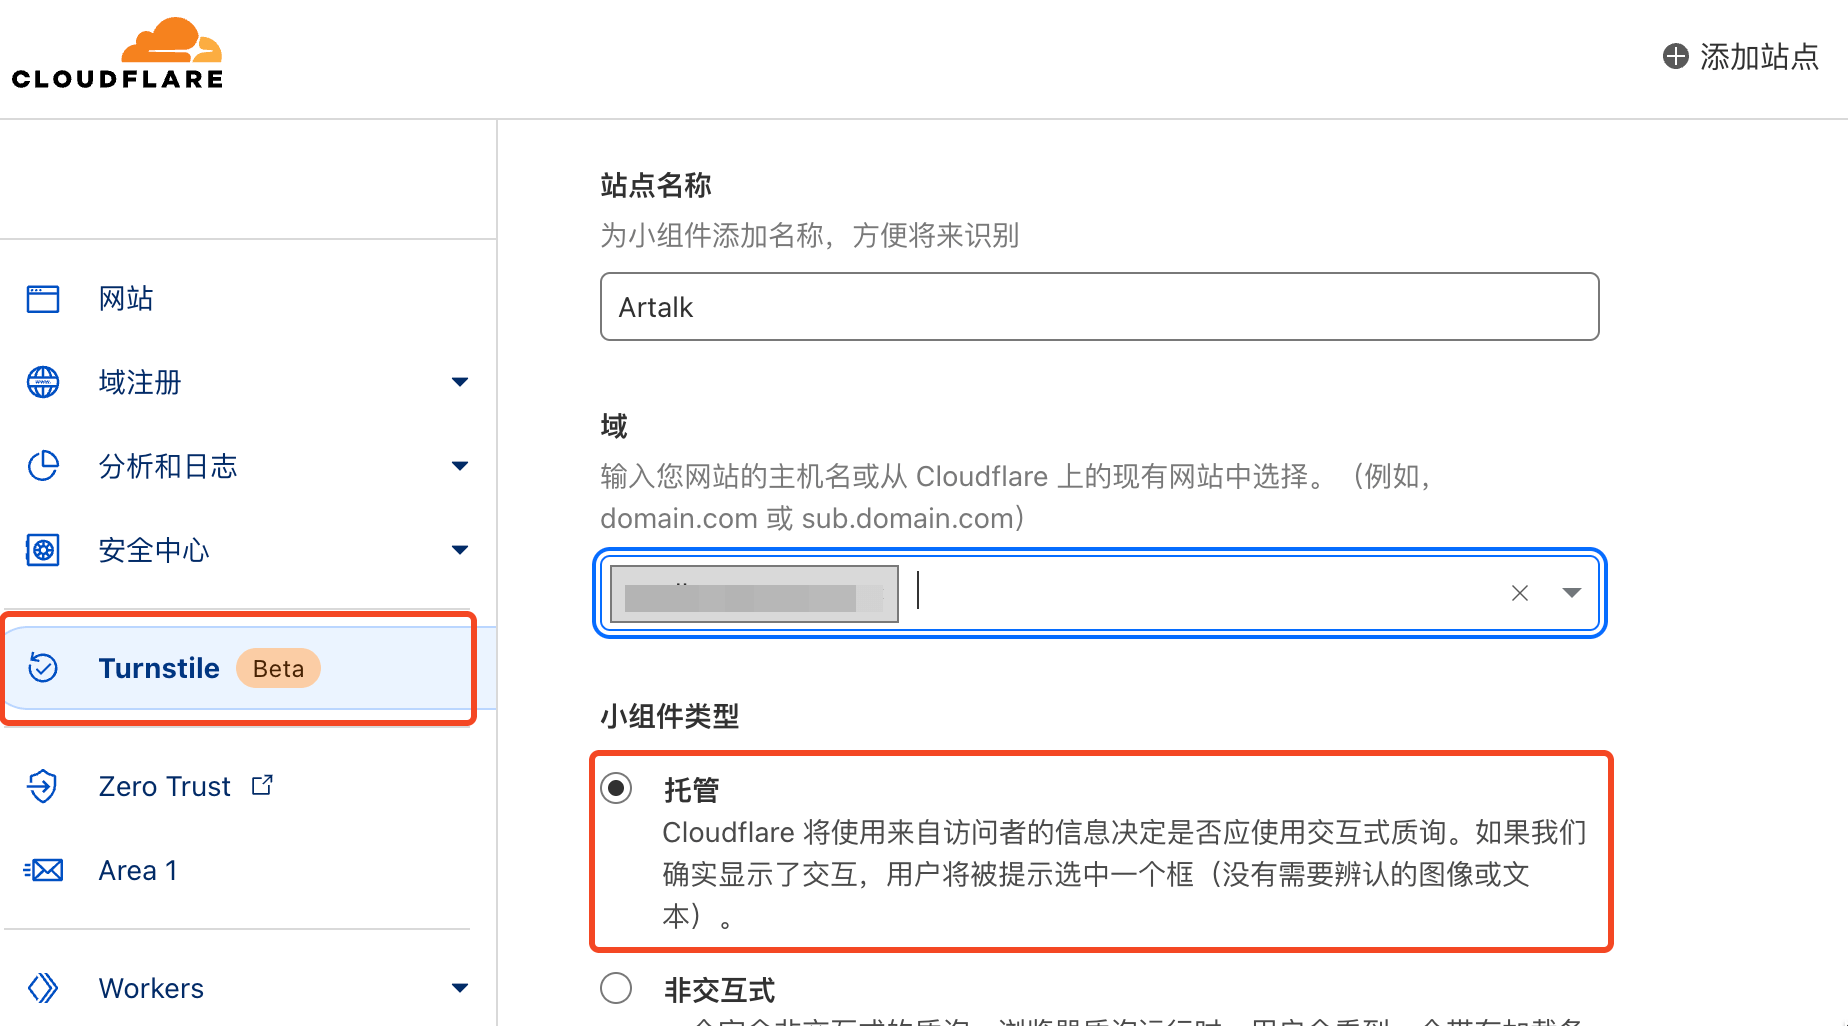 CLOUDFLARE
添加站点
网站
域注册
分析和日志
安全中心
Turnstile Beta
Zero Trust
Area 1
Workers
站点名称
为小组件添加名称，方便将来识别
Artalk
域
输入您网站的主机名或从 Cloudflare 上的现有网站中选择。（例如，
domain.com 或 sub.domain.com）
小组件类型
托管
Cloudflare 将使用来自访问者的信息决定是否应使用交互式质询。如果我们
确实显示了交互，用户将被提示选中一个框（没有需要辨认的图像或文
本）。
非交互式